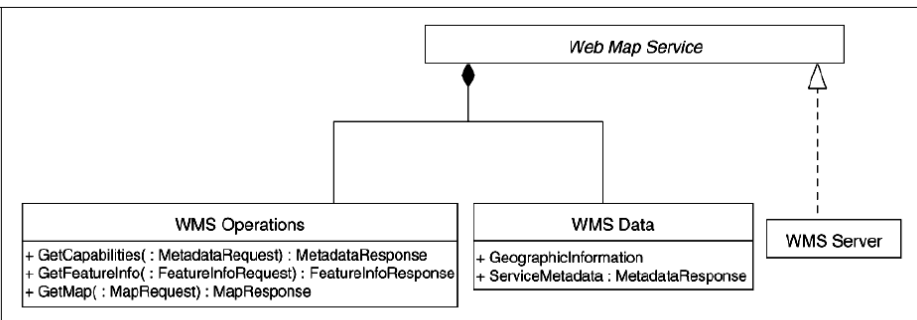 Web Map Service
WMS Operations
+ GetCapabilities( : MetadataRequest) : MetadataResponse
+ GetFeatureInfo( : FeatureInfoRequest) : FeatureInfoResponse
+ GetMap( : MapRequest) : MapResponse
WMS Data
+ GeographicInformation
+ ServiceMetadata : MetadataResponse
WMS Server